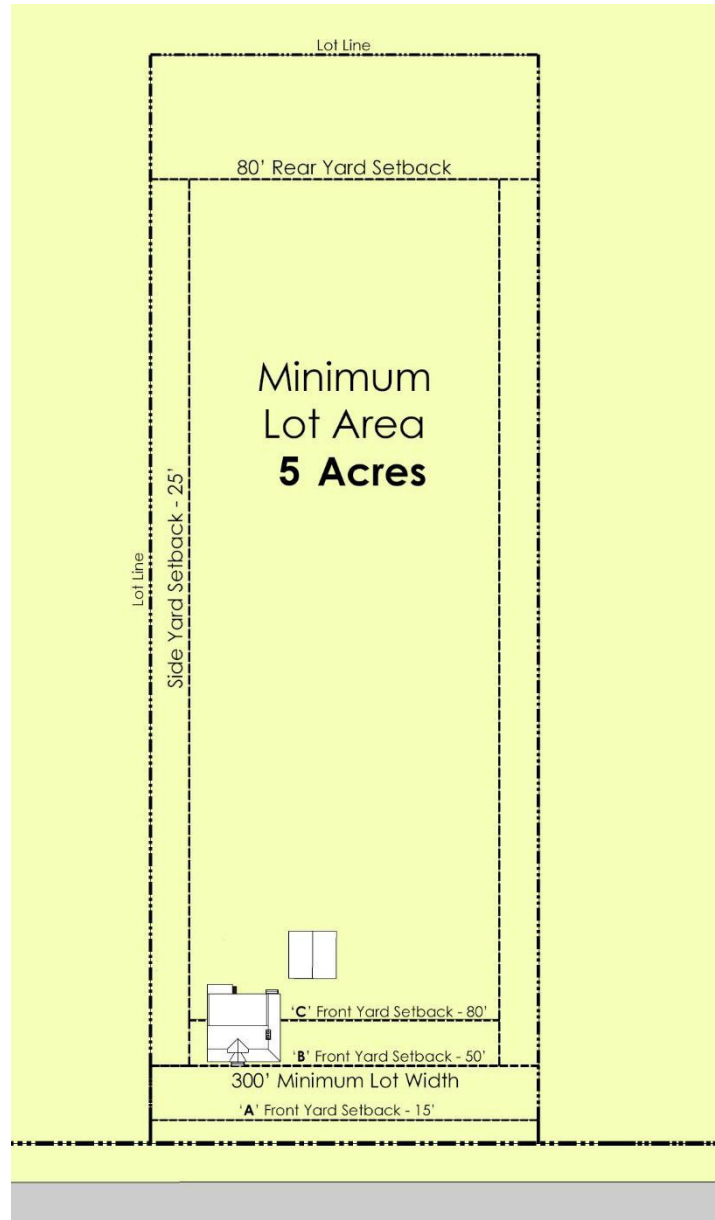 Lot Line
80' Rear Yard Setback
Minimum
Lot Area
5 Acres
Side Yard Setback - 25'
Lot Line
'C' Front Yard Setback - 80'
'B' Front Yard Setback - 50'
300' Minimum Lot Width
'A' Front Yard Setback - 15'